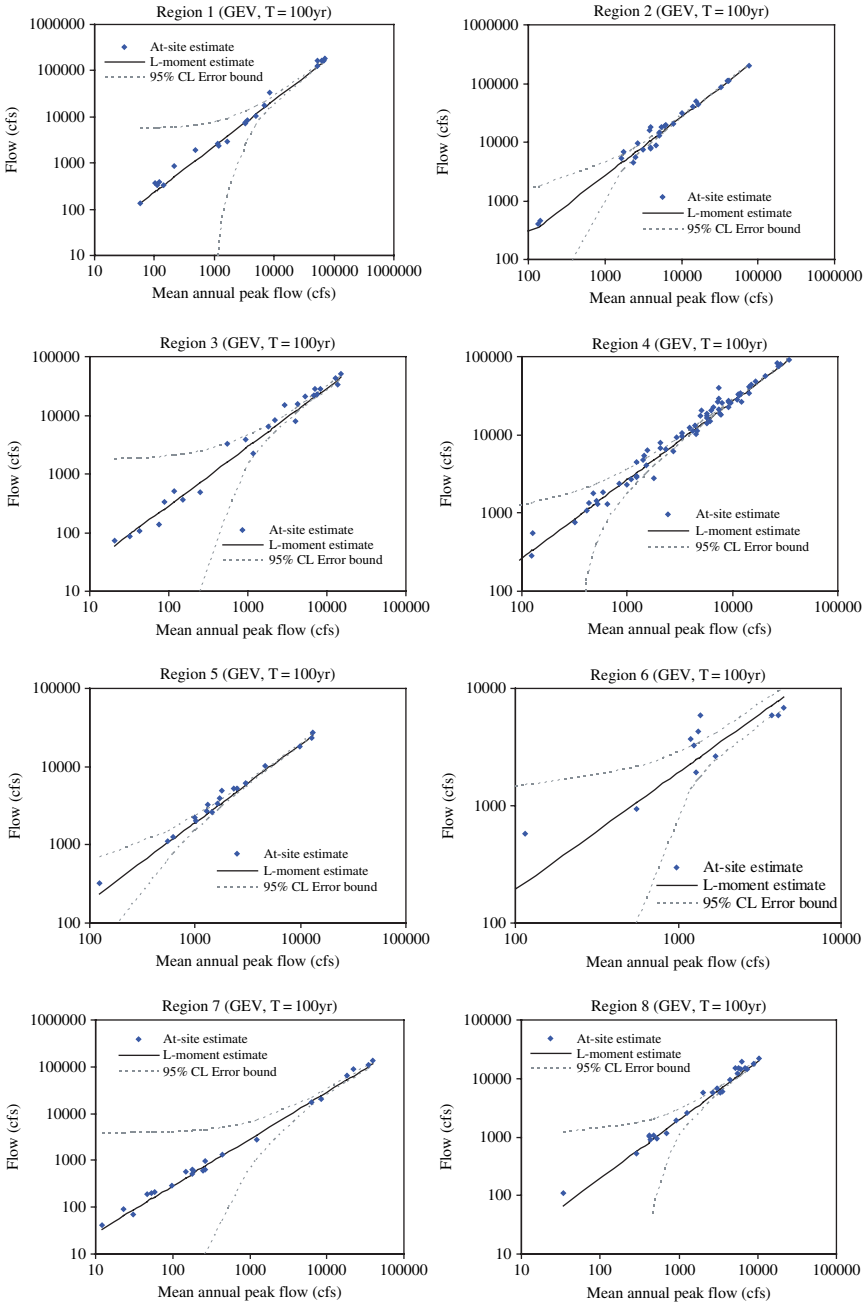 Region 1 (GEV, T = 100yr)
1000000
100000
10000
1000
100
10
Flow (cfs)
At-site estimate
L-moment estimate
95% CL Error bound
10 100 1000 10000 100000 1000000
Mean annual peak flow (cfs)
Region 2 (GEV, T = 100yr)
1000000
100000
10000
1000
100
Flow (cfs)
At-site estimate
L-moment estimate
95% CL Error bound
100 1000 10000 100000 1000000
Mean annual peak flow (cfs)
Region 3 (GEV, T = 100yr)
100000
10000
1000
100
10
Flow (cfs)
At-site estimate
L-moment estimate
95% CL Error bound
10 100 1000 10000 100000
Mean annual peak flow (cfs)
Region 4 (GEV, T = 100yr)
100000
10000
1000
100
Flow (cfs)
At-site estimate
L-moment estimate
95% CL Error bound
100 1000 10000 100000
Mean annual peak flow (cfs)
Region 5 (GEV, T = 100yr)
100000
10000
1000
100
Flow (cfs)
At-site estimate
L-moment estimate
95% CL Error bound
100 1000 10000 100000
Mean annual peak flow (cfs)
Region 6 (GEV, T = 100yr)
10000
1000
100
Flow (cfs)
At-site estimate
L-moment estimate
95% CL Error bound
100 1000 10000
Mean annual peak flow (cfs)
Region 7 (GEV, T = 100yr)
1000000
100000
10000
1000
100
10
Flow (cfs)
At-site estimate
L-moment estimate
95% CL Error bound
10 100 1000 10000 100000
Mean annual peak flow (cfs)
Region 8 (GEV, T = 100yr)
100000
10000
1000
100
10
Flow (cfs)
At-site estimate
L-moment estimate
95% CL Error bound
10 100 1000 10000 100000
Mean annual peak flow (cfs)